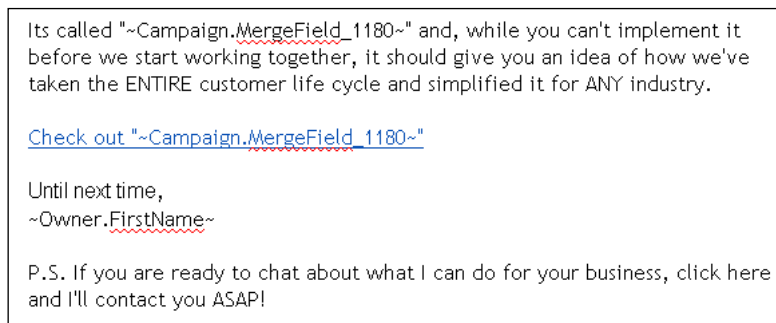 Its called "~Campaign.MergeField_1180~" and, while you can't implement it
before we start working together, it should give you an idea of how we've
taken the ENTIRE customer life cycle and simplified it for ANY industry.
Check out "~Campaign.MergeField_1180~"
Until next time,
~Owner.FirstName~
P.S. If you are ready to chat about what I can do for your business, click here
and I'll contact you ASAP!